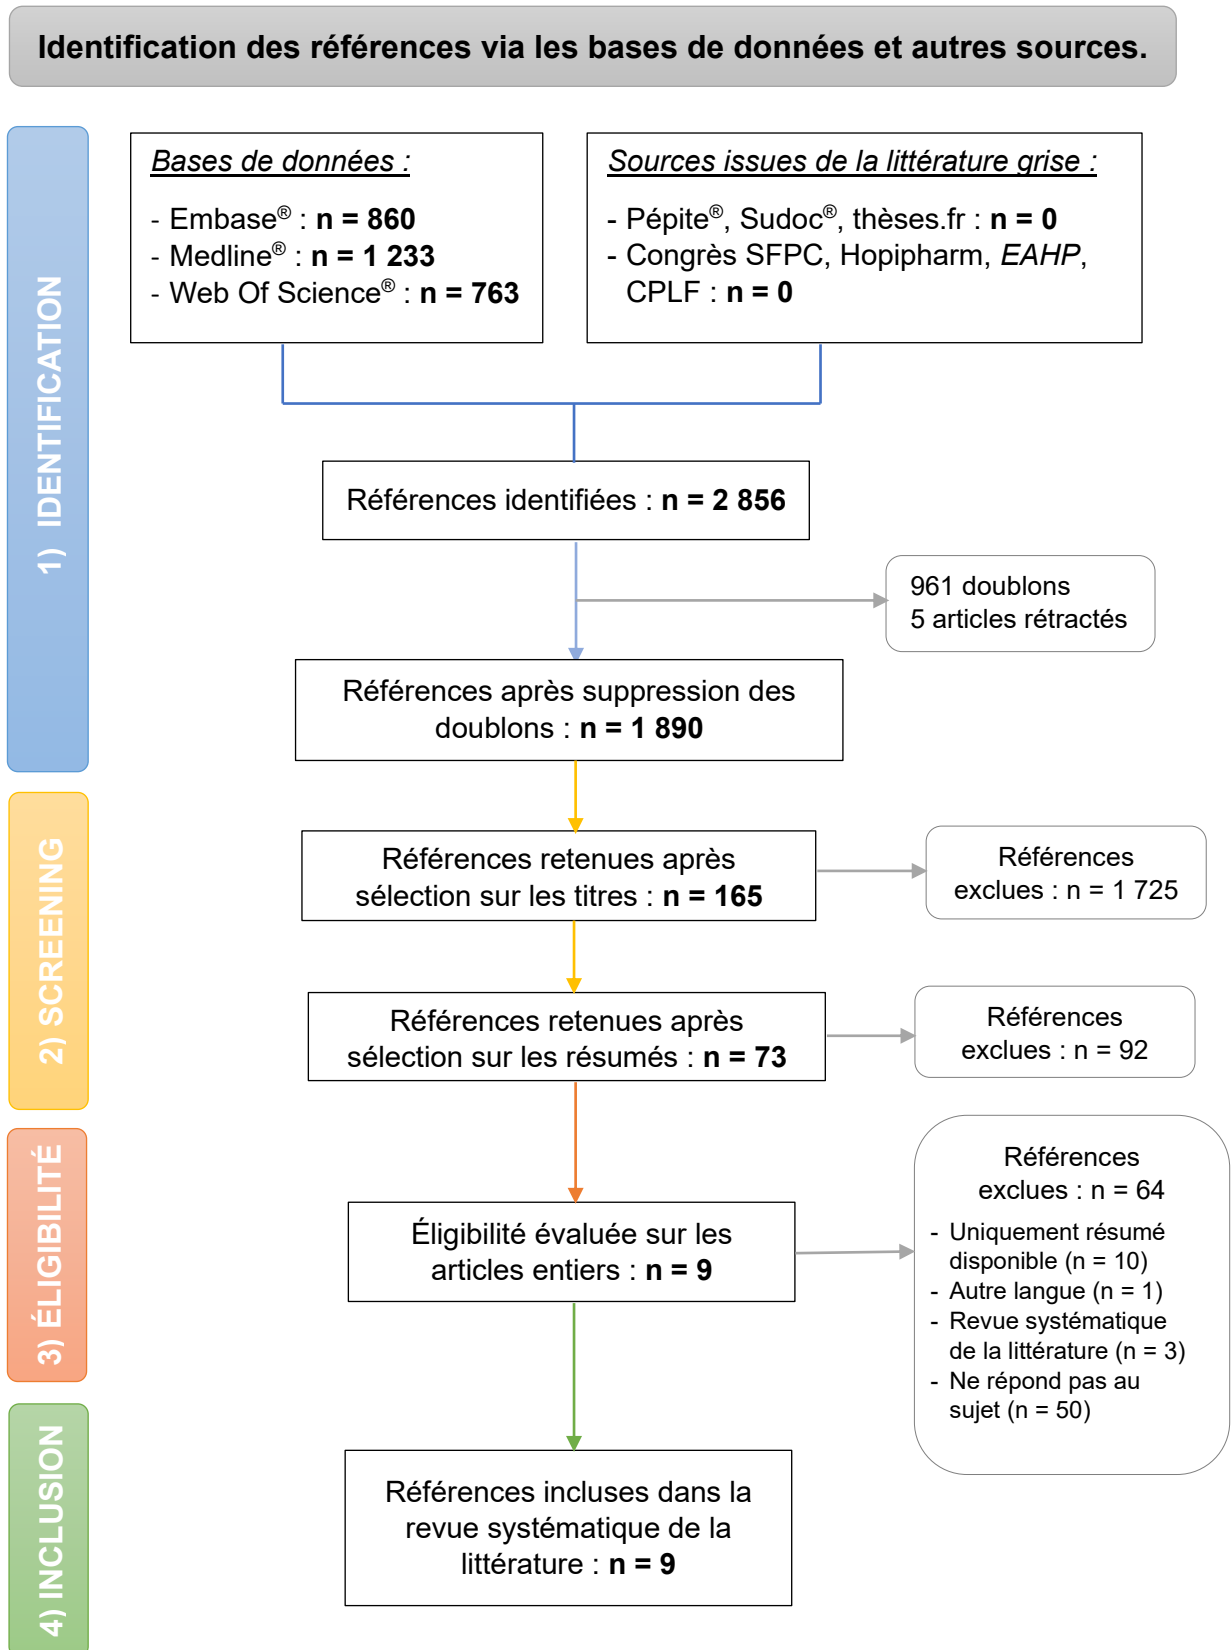 Identification des références via les bases de données et autres sources.
1) IDENTIFICATION
Bases de données :
- Embase® : n = 860
- Medline® : n = 1 233
- Web Of Science® : n = 763
Sources issues de la littérature grise :
- Pépite®, Sudoc®, thèses.fr : n = 0
- Congrès SFPC, Hopipharm, EAHP,
CPLF : n = 0
Références identifiées : n = 2 856
961 doublons
5 articles rétractés
Références après suppression des
doublons : n = 1 890
2) SCREENING
Références retenues après
sélection sur les titres : n = 165
Références
exclues : n = 1 725
Références retenues après
sélection sur les résumés : n = 73
Références
exclues : n = 92
3) ÉLIGIBILITÉ
Éligibilité évaluée sur les
articles entiers : n = 9
Références
exclues : n = 64
- Uniquement résumé
disponible (n = 10)
- Autre langue (n = 1)
- Revue systématique
de la littérature (n = 3)
- Ne répond pas au
sujet (n = 50)
4) INCLUSION
Références incluses dans la
revue systématique de la
littérature : n = 9